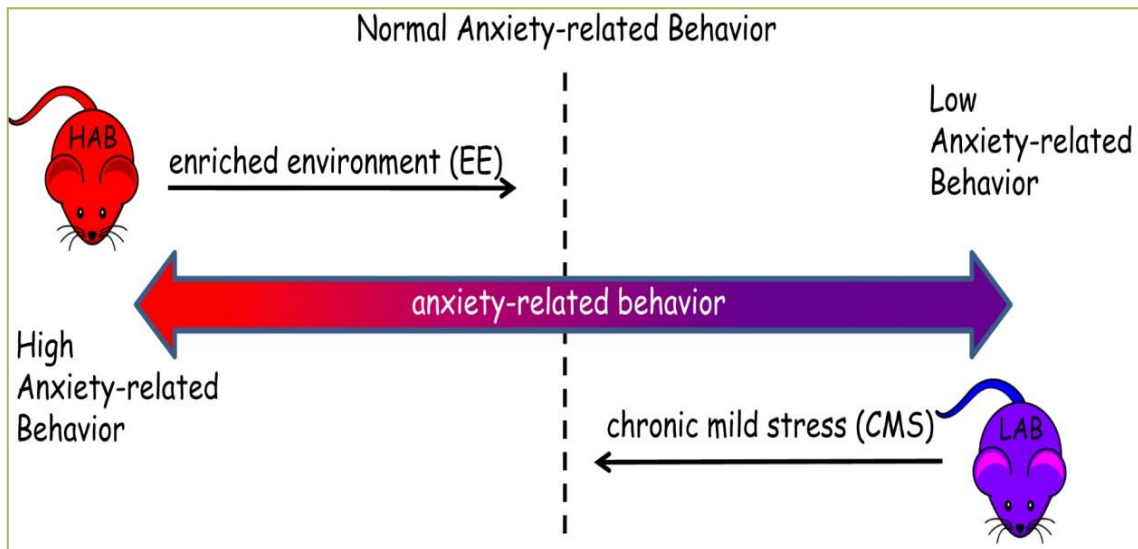 Normal Anxiety-related Behavior
HAB
enriched environment (EE)
Low
Anxiety-related
Behavior
anxiety-related behavior
High
Anxiety-related
Behavior
chronic mild stress (CMS)
LAB